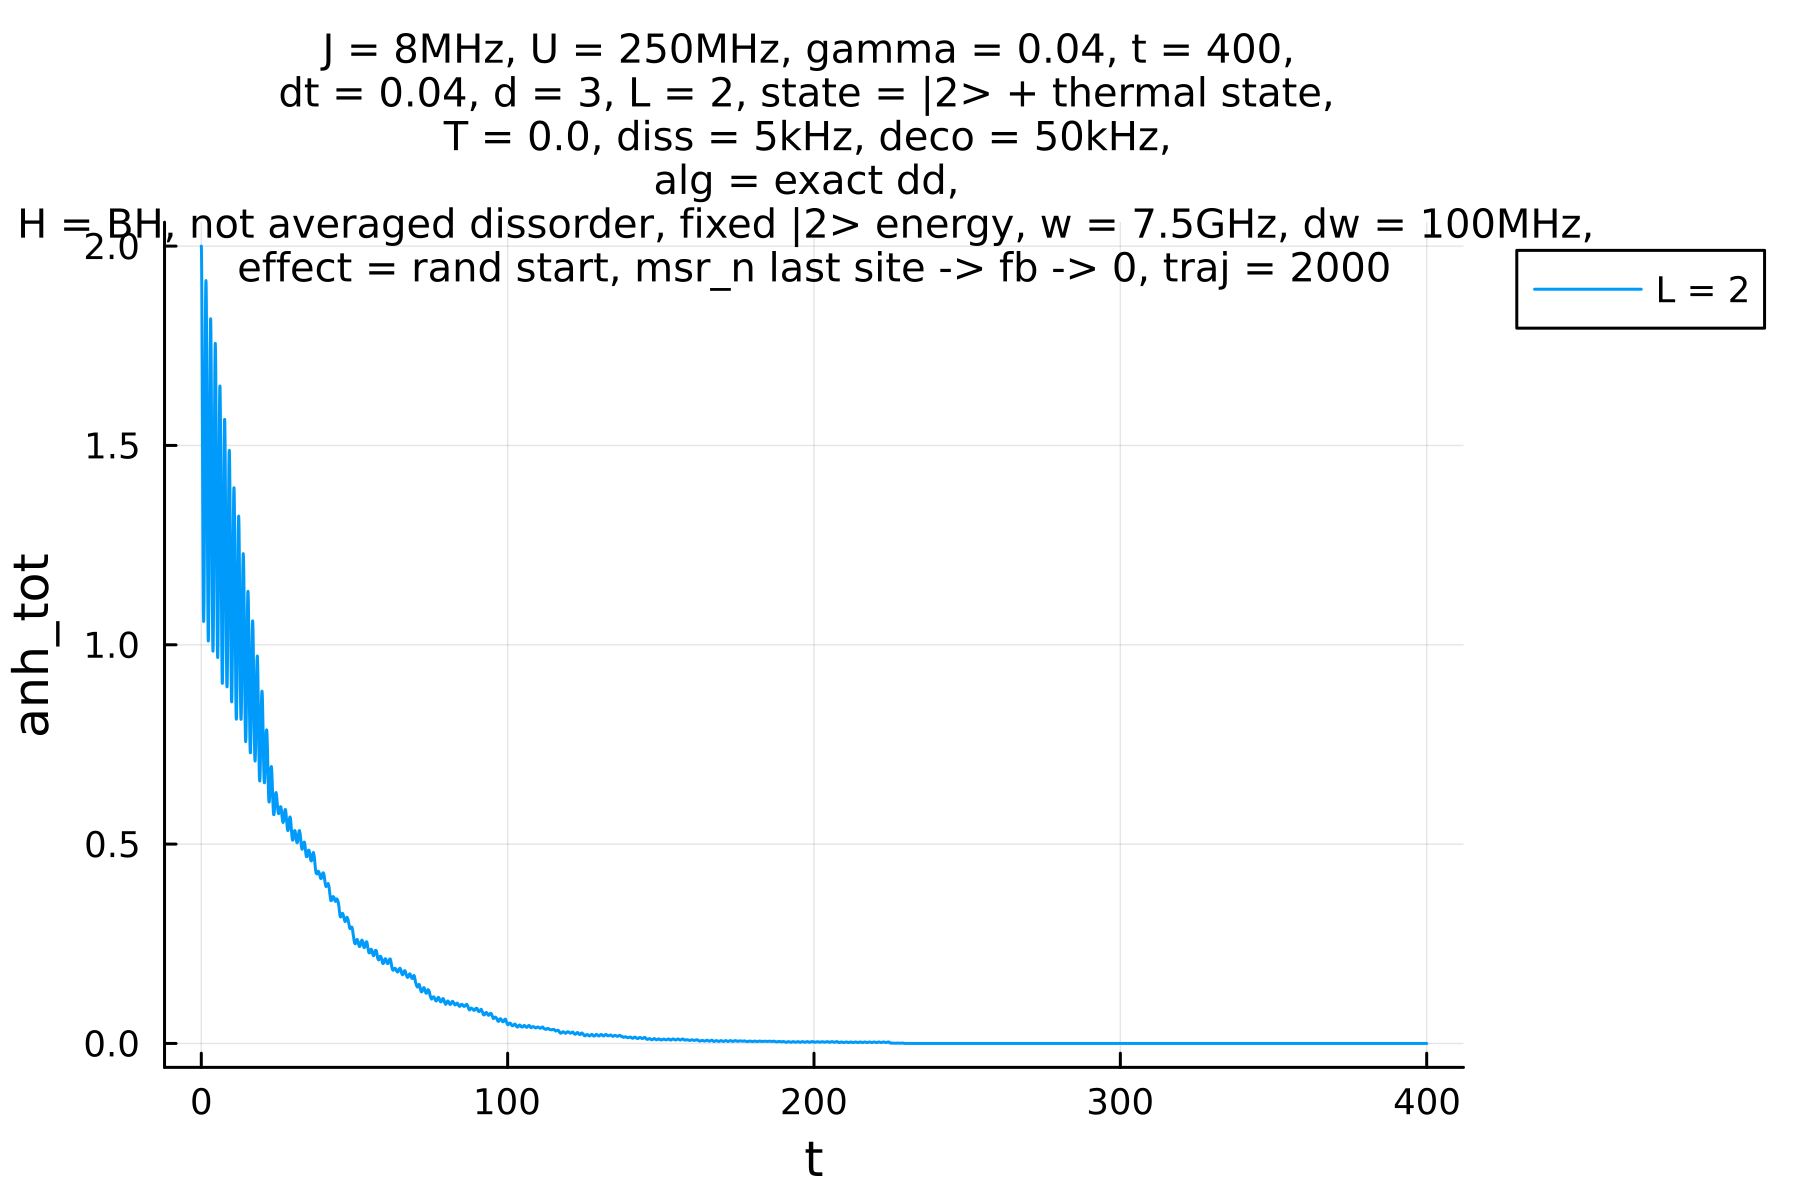 J = 8MHz, U = 250MHz, gamma = 0.04, t = 400,
dt = 0.04, d = 3, L = 2, state = |2> + thermal state,
T = 0.0, diss = 5kHz, deco = 50kHz,
alg = exact dd,
H = BH, not averaged dissorder, fixed |2> energy, w = 7.5GHz, dw = 100MHz,
effect = rand start, msr_n last site -> fb -> 0, traj = 2000
L = 2
anh_tot
2.0
1.5
1.0
0.5
0.0
0 100 200 300 400
t